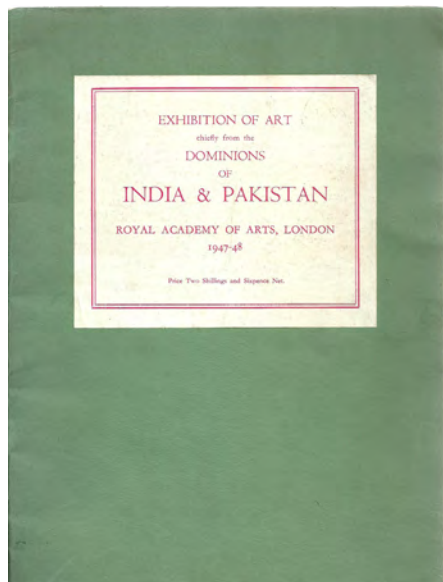 EXHIBITION OF ART
chiefly from the
DOMINIONS
OF
INDIA & PAKISTAN
ROYAL ACADEMY OF ARTS, LONDON
1947-48
Price Two Shillings and Sixpence Net.